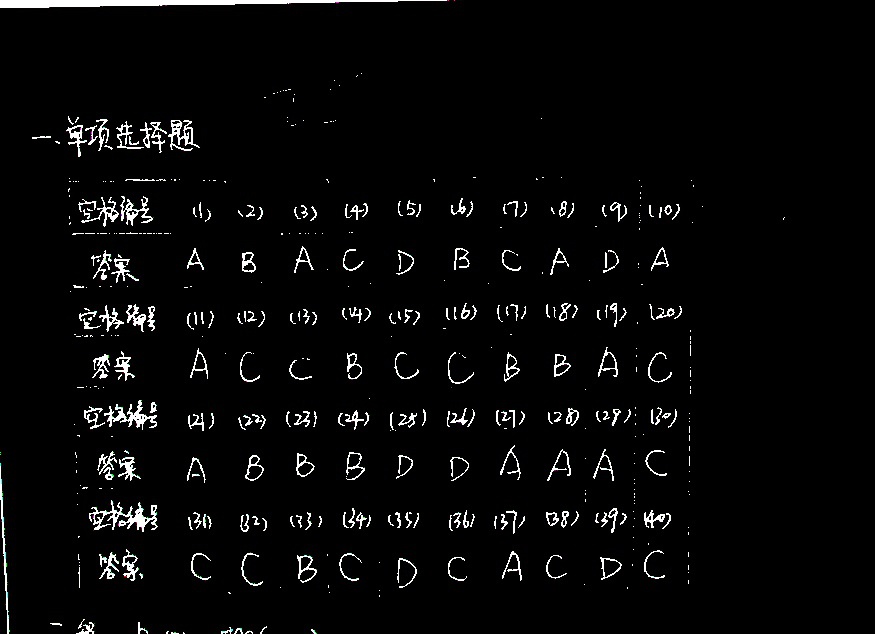 一、单项选择题
空格编号 (1) (2) (3) (4) (5) (6) (7) (8) (9) (10)
答案 A B A C D B C A D A
空格编号 (11) (12) (13) (14) (15) (16) (17) (18) (19) (20)
答案 A C C B C C B B A C
空格编号 (21) (22) (23) (24) (25) (26) (27) (28) (29) (30)
答案 A B B B D D A A A C
空格编号 (31) (32) (33) (34) (35) (36) (37) (38) (39) (40)
答案 C C B C D C A C D C